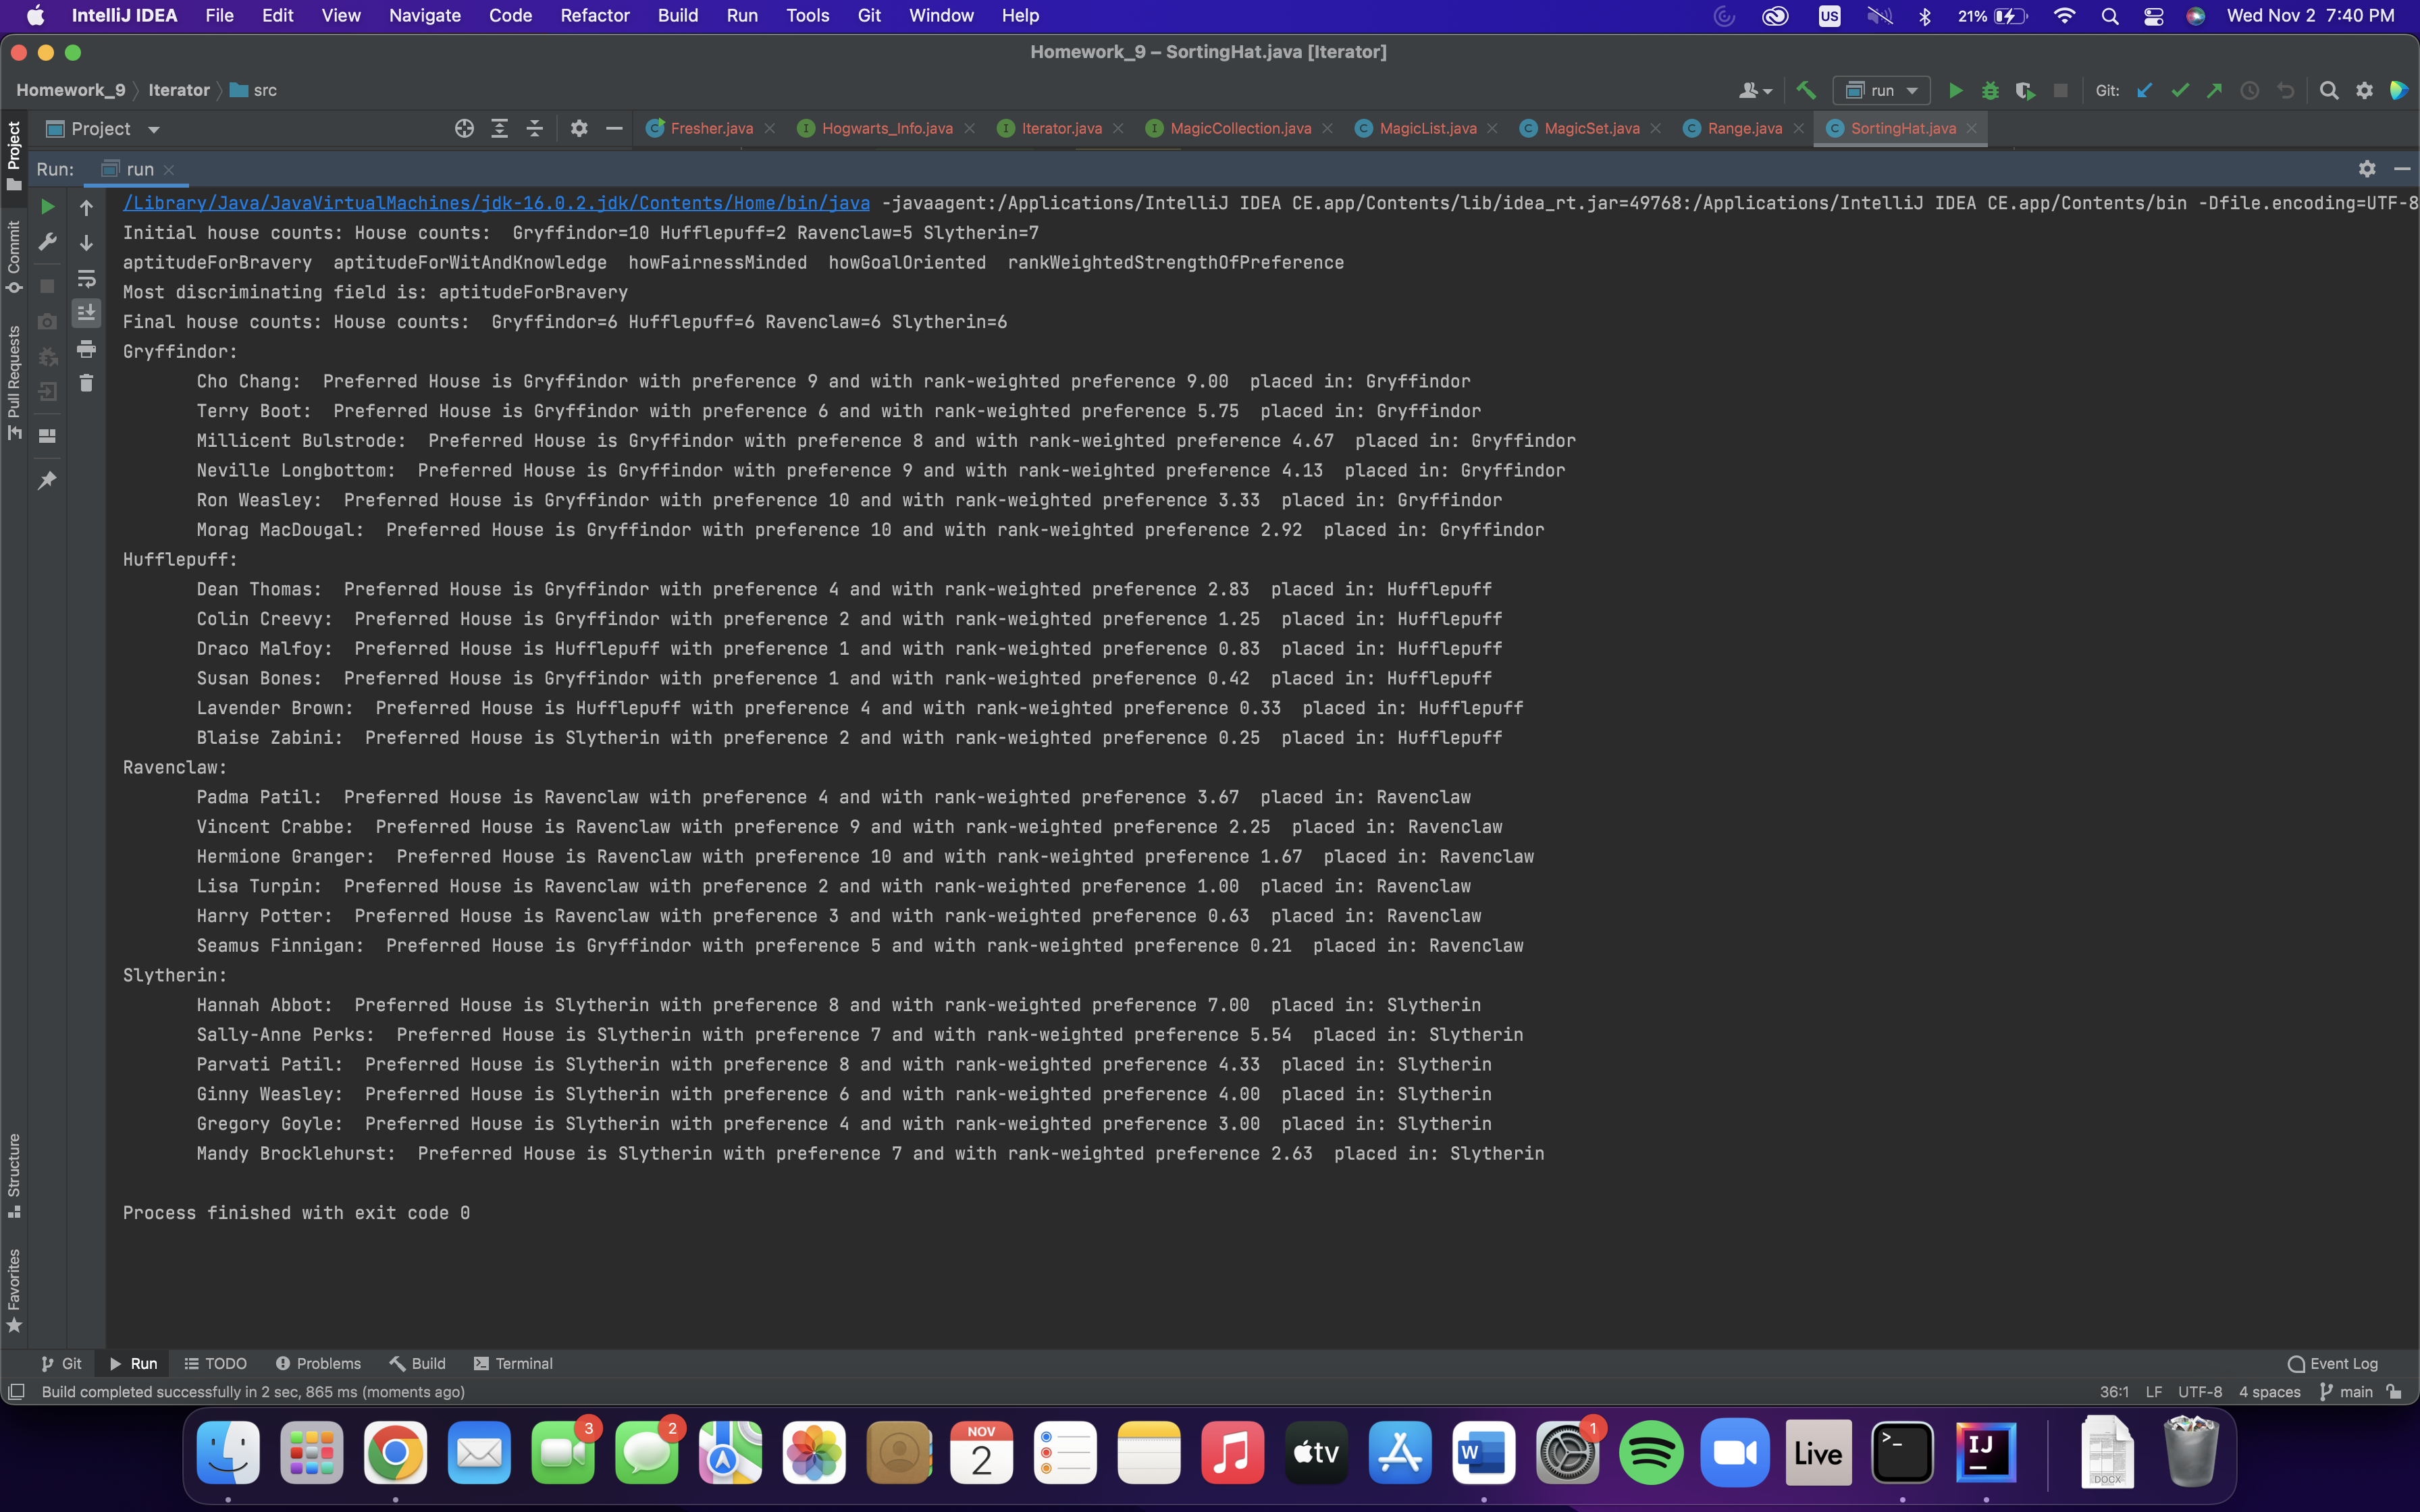 IntelliJ IDEA File Edit View Navigate Code Refactor Build Run Tools Git Window Help US 21% Wed Nov 2 7:40 PM
Homework_9 – SortingHat.java [Iterator]
Homework_9 Iterator src run Git:
Project Fresher.java Hogwarts_Info.java Iterator.java MagicCollection.java MagicList.java MagicSet.java Range.java SortingHat.java
Run: run
/Library/Java/JavaVirtualMachines/jdk-16.0.2.jdk/Contents/Home/bin/java -javaagent:/Applications/IntelliJ IDEA CE.app/Contents/lib/idea_rt.jar=49768:/Applications/IntelliJ IDEA CE.app/Contents/bin -Dfile.encoding=UTF-8
Initial house counts: House counts:  Gryffindor=10 Hufflepuff=2 Ravenclaw=5 Slytherin=7
aptitudeForBravery  aptitudeForWitAndKnowledge  howFairnessMinded  howGoalOriented  rankWeightedStrengthOfPreference
Most discriminating field is: aptitudeForBravery
Final house counts: House counts:  Gryffindor=6 Hufflepuff=6 Ravenclaw=6 Slytherin=6
Gryffindor:
Cho Chang:  Preferred House is Gryffindor with preference 9 and with rank-weighted preference 9.00  placed in: Gryffindor
Terry Boot:  Preferred House is Gryffindor with preference 6 and with rank-weighted preference 5.75  placed in: Gryffindor
Millicent Bulstrode:  Preferred House is Gryffindor with preference 8 and with rank-weighted preference 4.67  placed in: Gryffindor
Neville Longbottom:  Preferred House is Gryffindor with preference 9 and with rank-weighted preference 4.13  placed in: Gryffindor
Ron Weasley:  Preferred House is Gryffindor with preference 10 and with rank-weighted preference 3.33  placed in: Gryffindor
Morag MacDougal:  Preferred House is Gryffindor with preference 10 and with rank-weighted preference 2.92  placed in: Gryffindor
Hufflepuff:
Dean Thomas:  Preferred House is Gryffindor with preference 4 and with rank-weighted preference 2.83  placed in: Hufflepuff
Colin Creevy:  Preferred House is Gryffindor with preference 2 and with rank-weighted preference 1.25  placed in: Hufflepuff
Draco Malfoy:  Preferred House is Hufflepuff with preference 1 and with rank-weighted preference 0.83  placed in: Hufflepuff
Susan Bones:  Preferred House is Gryffindor with preference 1 and with rank-weighted preference 0.42  placed in: Hufflepuff
Lavender Brown:  Preferred House is Hufflepuff with preference 4 and with rank-weighted preference 0.33  placed in: Hufflepuff
Blaise Zabini:  Preferred House is Slytherin with preference 2 and with rank-weighted preference 0.25  placed in: Hufflepuff
Ravenclaw:
Padma Patil:  Preferred House is Ravenclaw with preference 4 and with rank-weighted preference 3.67  placed in: Ravenclaw
Vincent Crabbe:  Preferred House is Ravenclaw with preference 9 and with rank-weighted preference 2.25  placed in: Ravenclaw
Hermione Granger:  Preferred House is Ravenclaw with preference 10 and with rank-weighted preference 1.67  placed in: Ravenclaw
Lisa Turpin:  Preferred House is Ravenclaw with preference 2 and with rank-weighted preference 1.00  placed in: Ravenclaw
Harry Potter:  Preferred House is Ravenclaw with preference 3 and with rank-weighted preference 0.63  placed in: Ravenclaw
Seamus Finnigan:  Preferred House is Gryffindor with preference 5 and with rank-weighted preference 0.21  placed in: Ravenclaw
Slytherin:
Hannah Abbot:  Preferred House is Slytherin with preference 8 and with rank-weighted preference 7.00  placed in: Slytherin
Sally-Anne Perks:  Preferred House is Slytherin with preference 7 and with rank-weighted preference 5.54  placed in: Slytherin
Parvati Patil:  Preferred House is Slytherin with preference 8 and with rank-weighted preference 4.33  placed in: Slytherin
Ginny Weasley:  Preferred House is Slytherin with preference 6 and with rank-weighted preference 4.00  placed in: Slytherin
Gregory Goyle:  Preferred House is Slytherin with preference 4 and with rank-weighted preference 3.00  placed in: Slytherin
Mandy Brocklehurst:  Preferred House is Slytherin with preference 7 and with rank-weighted preference 2.63  placed in: Slytherin
Process finished with exit code 0
Project
Commit
Pull Requests
Structure
Favorites
Git Run TODO Problems Build Terminal Event Log
Build completed successfully in 2 sec, 865 ms (moments ago) 36:1 LF UTF-8 4 spaces main
3 2 NOV 2 tv W 1 zoom Live >_ IJ DOCX